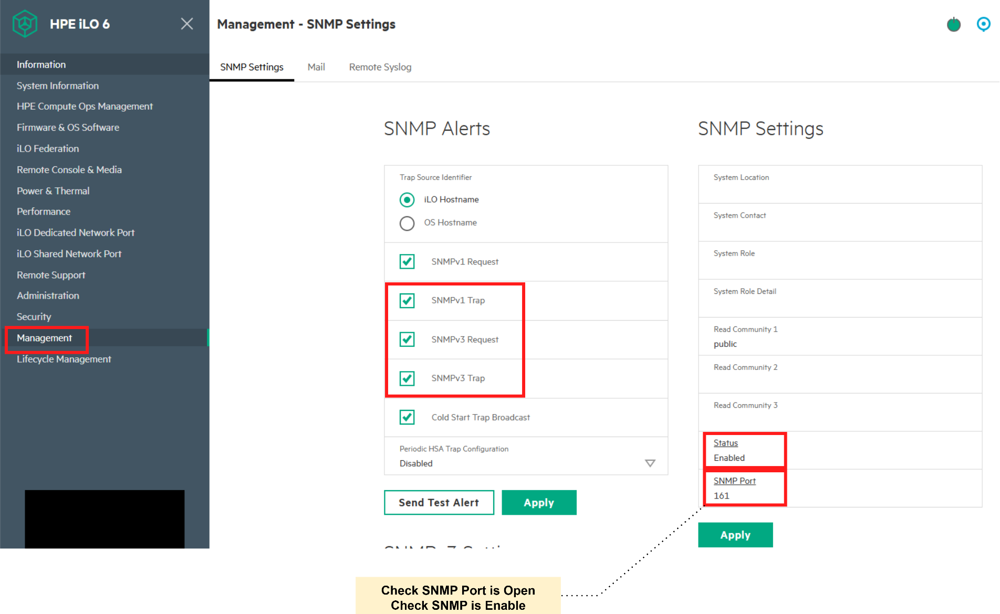 HPE iLO 6
Information
System Information
HPE Compute Ops Management
Firmware & OS Software
iLO Federation
Remote Console & Media
Power & Thermal
Performance
iLO Dedicated Network Port
iLO Shared Network Port
Remote Support
Administration
Security
Management
Lifecycle Management
Management - SNMP Settings
SNMP Settings
Mail
Remote Syslog
SNMP Alerts
Trap Source Identifier
iLO Hostname
OS Hostname
SNMPv1 Request
SNMPv1 Trap
SNMPv3 Request
SNMPv3 Trap
Cold Start Trap Broadcast
Periodic HSA Trap Configuration
Disabled
Send Test Alert
Apply
SNMP Settings
System Location
System Contact
System Role
System Role Detail
Read Community 1
public
Read Community 2
Read Community 3
Status
Enabled
SNMP Port
161
Apply
Check SNMP Port is Open
Check SNMP is Enable